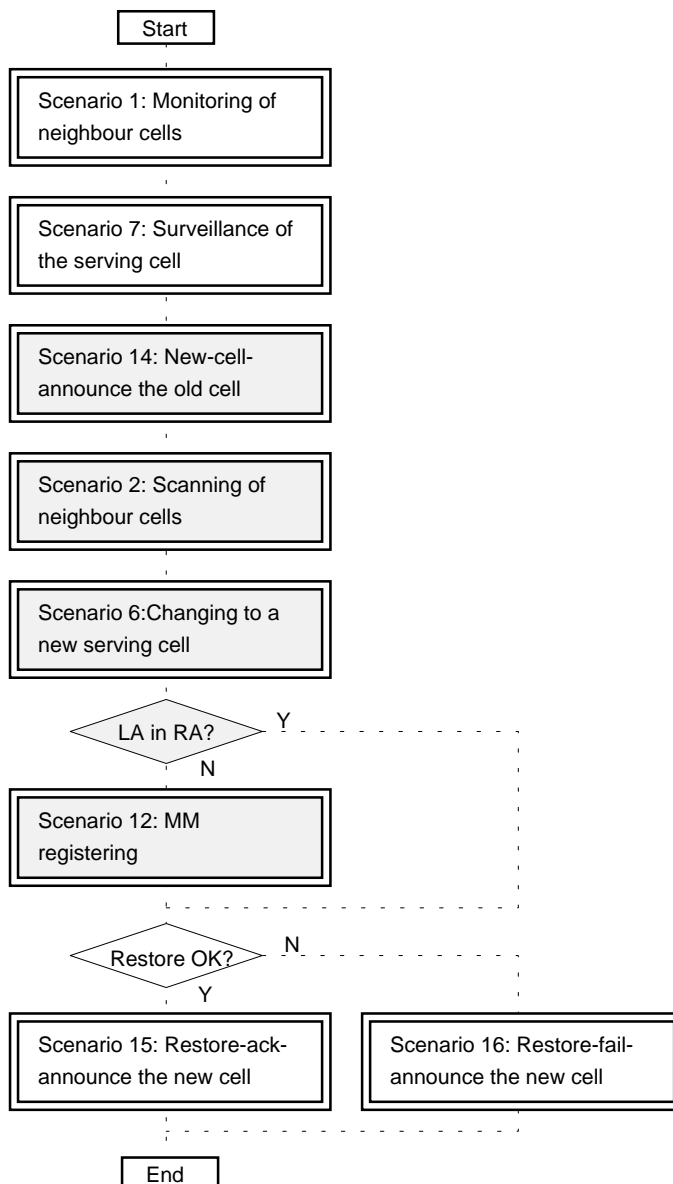 Start
Scenario 1: Monitoring of
neighbour cells
Scenario 7: Surveillance of
the serving cell
Scenario 14: New-cell-
announce the old cell
Scenario 2: Scanning of
neighbour cells
Scenario 6:Changing to a
new serving cell
LA in RA?
Y
N
Scenario 12: MM
registering
Restore OK?
N
Y
Scenario 15: Restore-ack-
announce the new cell
Scenario 16: Restore-fail-
announce the new cell
End